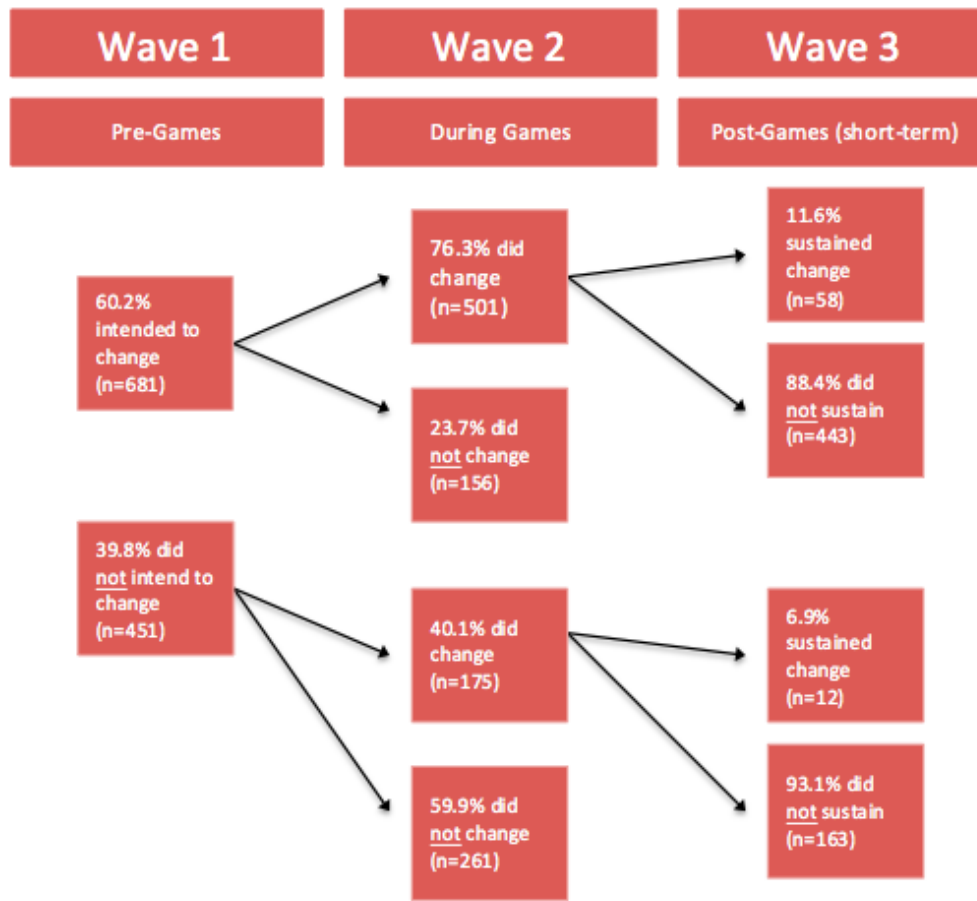 Wave 1
Wave 2
Wave 3
Pre-Games
During Games
Post-Games (short-term)
60.2%
intended to
change
(n=681)
76.3% did
change
(n=501)
11.6%
sustained
change
(n=58)
88.4% did
not sustain
(n=443)
23.7% did
not change
(n=156)
39.8% did
not intend to
change
(n=451)
40.1% did
change
(n=175)
6.9%
sustained
change
(n=12)
93.1% did
not sustain
(n=163)
59.9% did
not change
(n=261)